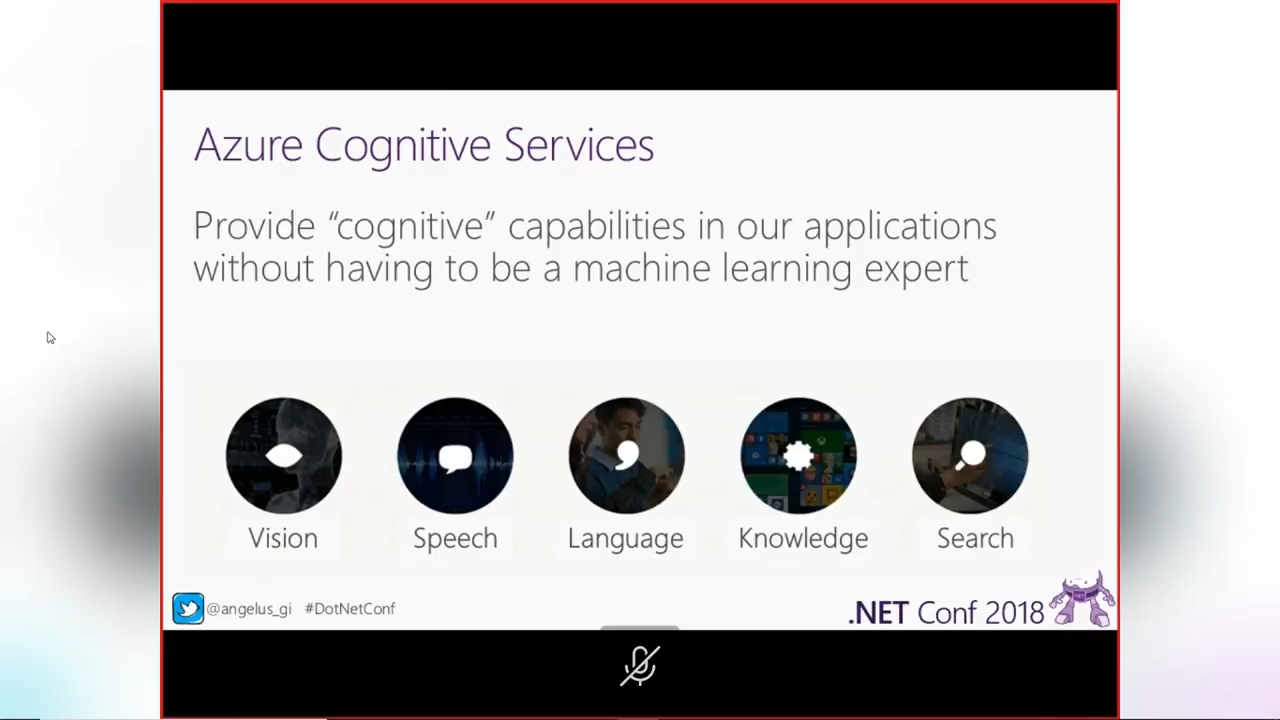 Azure Cognitive Services
Provide “cognitive” capabilities in our applications
without having to be a machine learning expert
Vision
Speech
Language
Knowledge
Search
@angelus_gi #DotNetConf
.NET Conf 2018